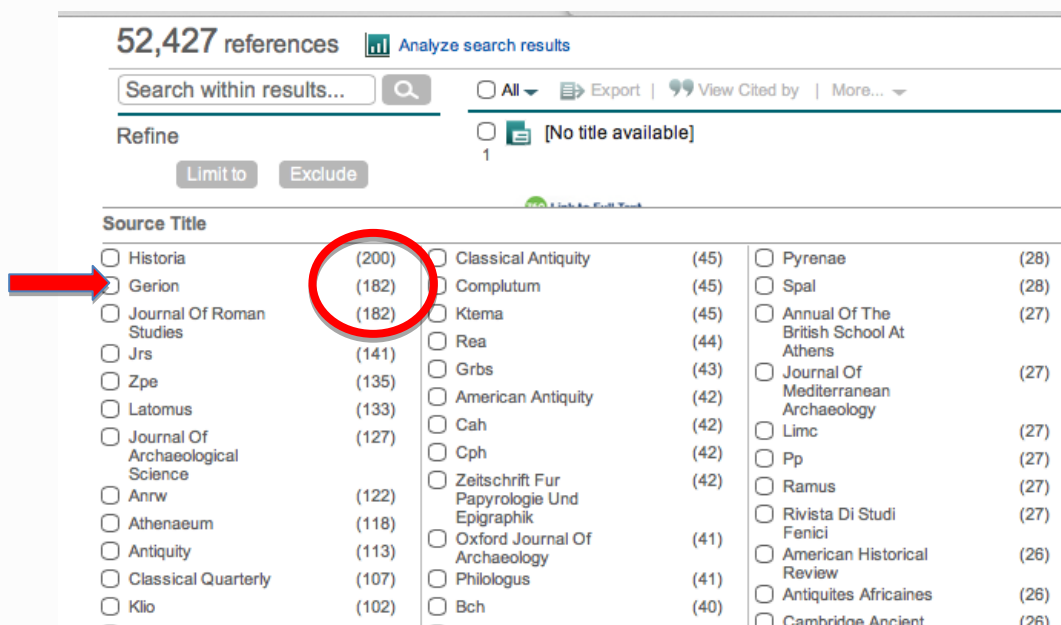 52,427 references Analyze search results
Search within results...
All Export | View Cited by | More...
Refine
[No title available]
1
Limit to Exclude
Source Title
Historia (200)
Gerion (182)
Journal Of Roman
Studies (182)
Jrs (141)
Zpe (135)
Latomus (133)
Journal Of
Archaeological
Science (127)
Anrw (122)
Athenaeum (118)
Antiquity (113)
Classical Quarterly (107)
Klio (102)
Classical Antiquity (45)
Complutum (45)
Ktema (45)
Rea (44)
Grbs (43)
American Antiquity (42)
Cah (42)
Cph (42)
Zeitschrift Fur
Papyrologie Und
Epigraphik (42)
Oxford Journal Of
Archaeology (41)
Philologus (41)
Bch (40)
Pyrenae (28)
Spal (28)
Annual Of The
British School At
Athens (27)
Journal Of
Mediterranean
Archaeology (27)
Limc (27)
Pp (27)
Ramus (27)
Rivista Di Studi
Fenici (27)
American Historical
Review (26)
Antiquites Africaines (26)
Cambridge Ancient (26)